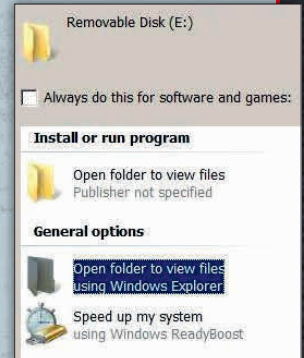 Removable Disk (E:)
Always do this for software and games:
Install or run program
Open folder to view files
Publisher not specified
General options
Open folder to view files
using Windows Explorer
Speed up my system
using Windows ReadyBoost